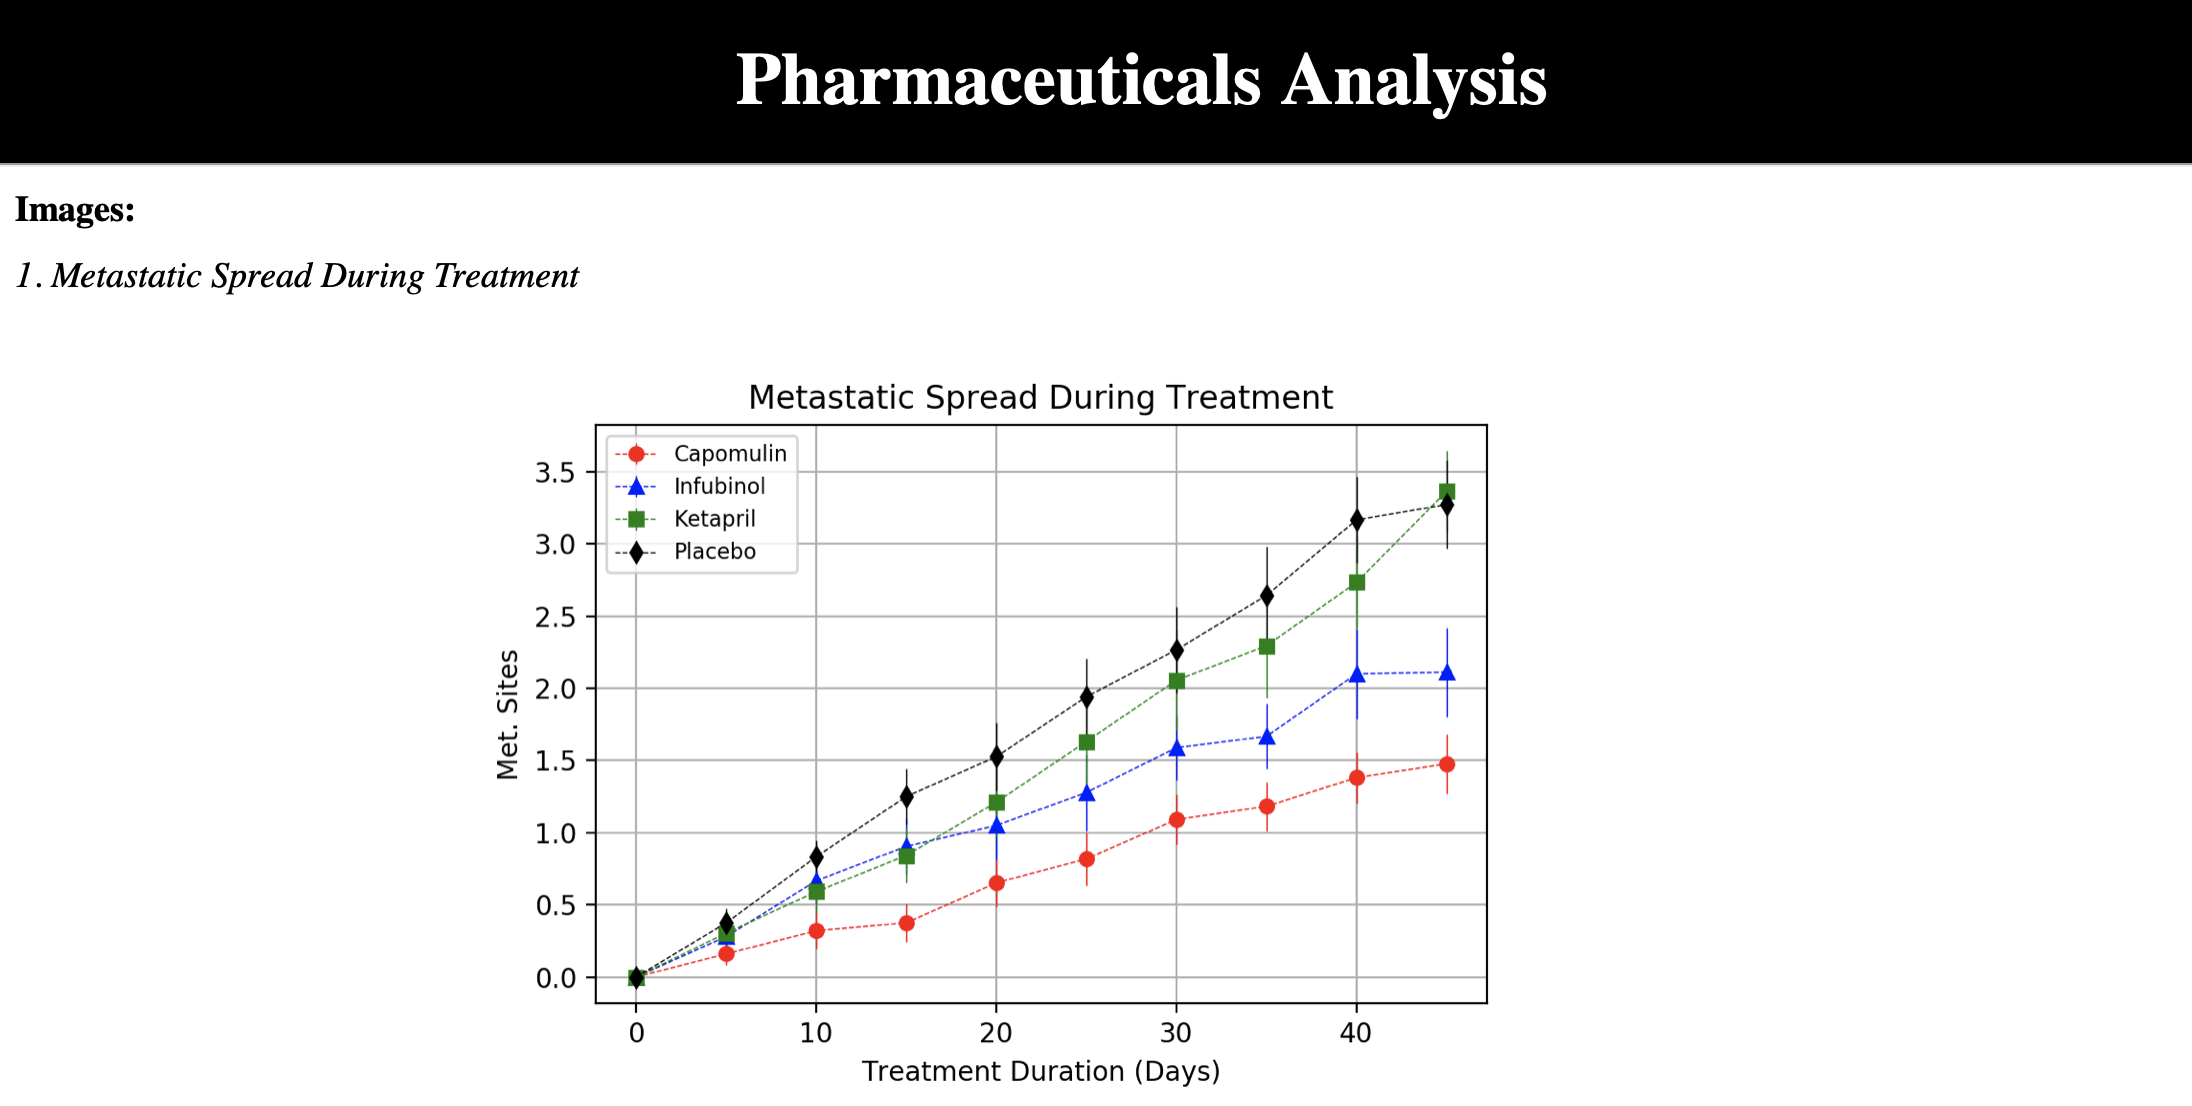 Pharmaceuticals Analysis
Images:
1. Metastatic Spread During Treatment
Metastatic Spread During Treatment
Capomulin
Infubinol
Ketapril
Placebo
3.5
3.0
2.5
2.0
1.5
1.0
0.5
0.0
Met. Sites
0 10 20 30 40
Treatment Duration (Days)